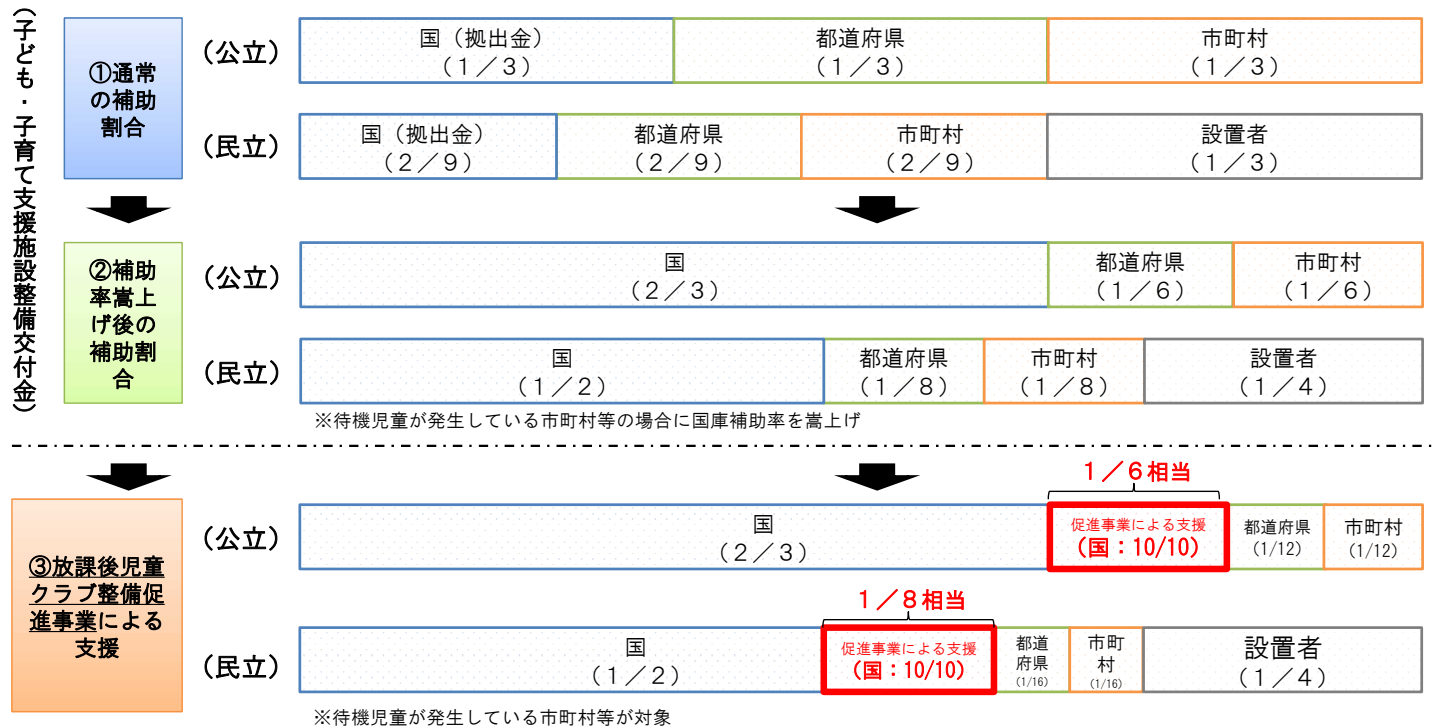 （子ども・子育て支援施設整備交付金）
①通常
の補助
割合
（公立）
国（拠出金）
（１／３）
都道府県
（１／３）
市町村
（１／３）
（民立）
国（拠出金）
（２／９）
都道府県
（２／９）
市町村
（２／９）
設置者
（１／３）
②補助
率嵩上
げ後の
補助割
合
（公立）
国
（２／３）
都道府県
（１／６）
市町村
（１／６）
（民立）
国
（１／２）
都道府県
（１／８）
市町村
（１／８）
設置者
（１／４）
※待機児童が発生している市町村等の場合に国庫補助率を嵩上げ
③放課後児童
クラブ整備促
進事業による
支援
１／６相当
（公立）
国
（２／３）
促進事業による支援
（国：10/10）
都道府県
（1/12）
市町村
（1/12）
１／８相当
（民立）
国
（１／２）
促進事業による支援
（国：10/10）
都道
府県
（1/16）
市町
村
（1/16）
設置者
（１／４）
※待機児童が発生している市町村等が対象